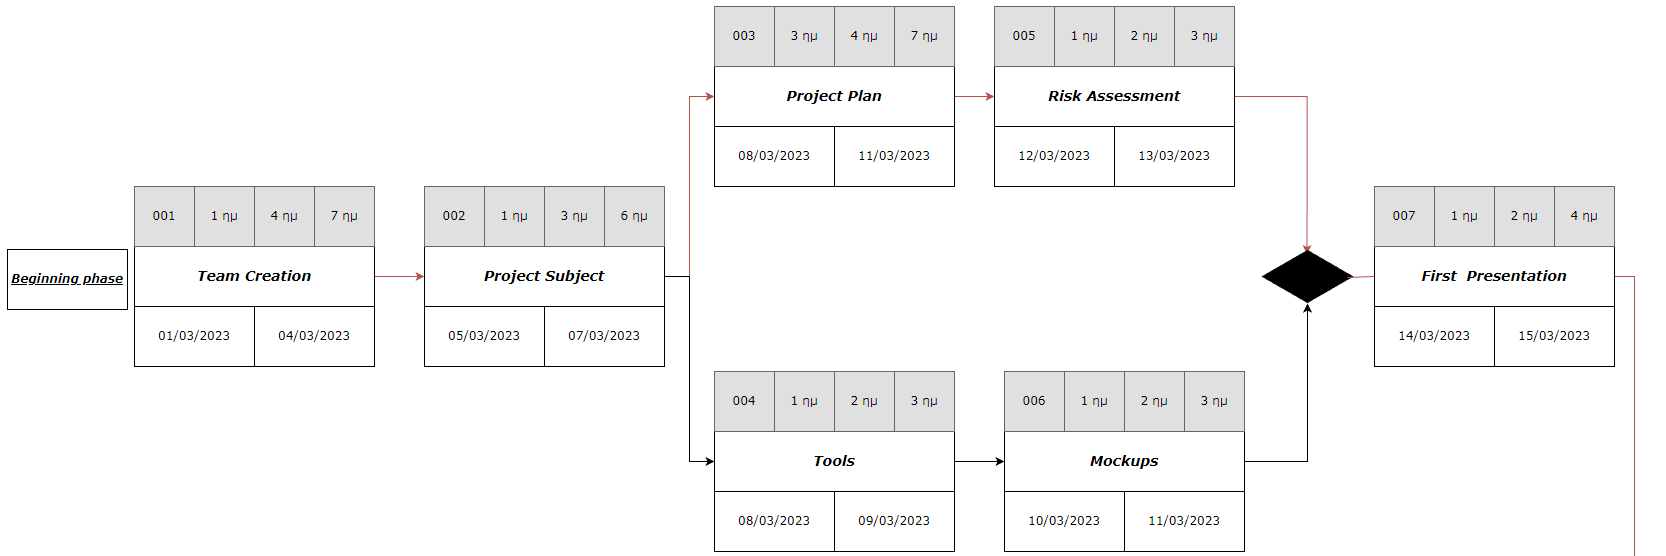 Beginning phase
001 1 ημ 4 ημ 7 ημ
Team Creation
01/03/2023 04/03/2023
002 1 ημ 3 ημ 6 ημ
Project Subject
05/03/2023 07/03/2023
003 3 ημ 4 ημ 7 ημ
Project Plan
08/03/2023 11/03/2023
005 1 ημ 2 ημ 3 ημ
Risk Assessment
12/03/2023 13/03/2023
004 1 ημ 2 ημ 3 ημ
Tools
08/03/2023 09/03/2023
006 1 ημ 2 ημ 3 ημ
Mockups
10/03/2023 11/03/2023
007 1 ημ 2 ημ 4 ημ
First Presentation
14/03/2023 15/03/2023